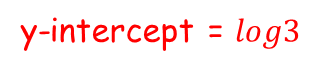 y-intercept = log3